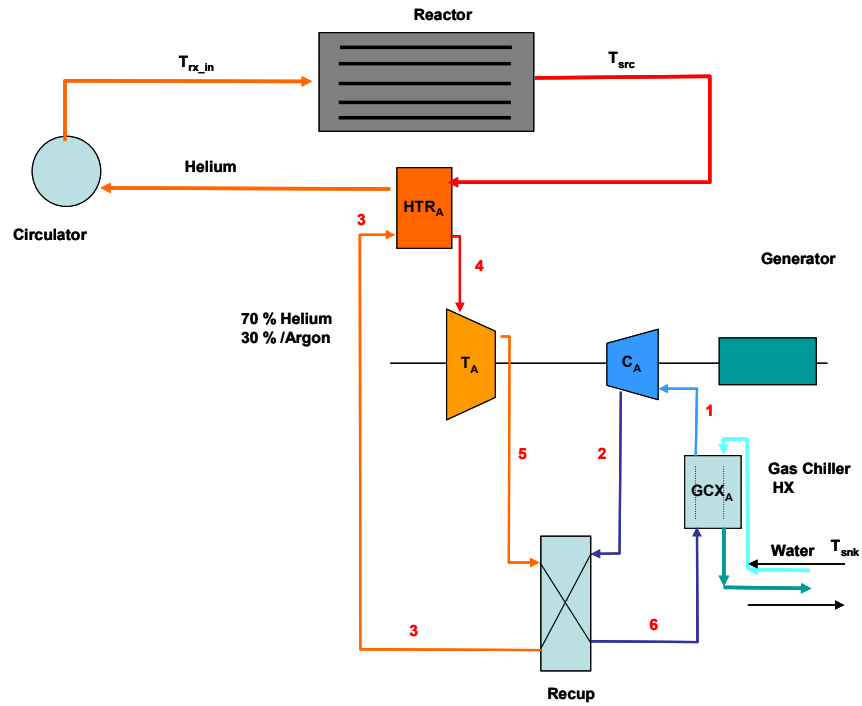 Reactor
Trx_in
Tsrc
Helium
HTRA
Circulator
3
4
Generator
70 % Helium
30 % /Argon
TA
CA
1
5
2
Gas Chiller
HX
GCXA
Water
Tsnk
3
6
Recup